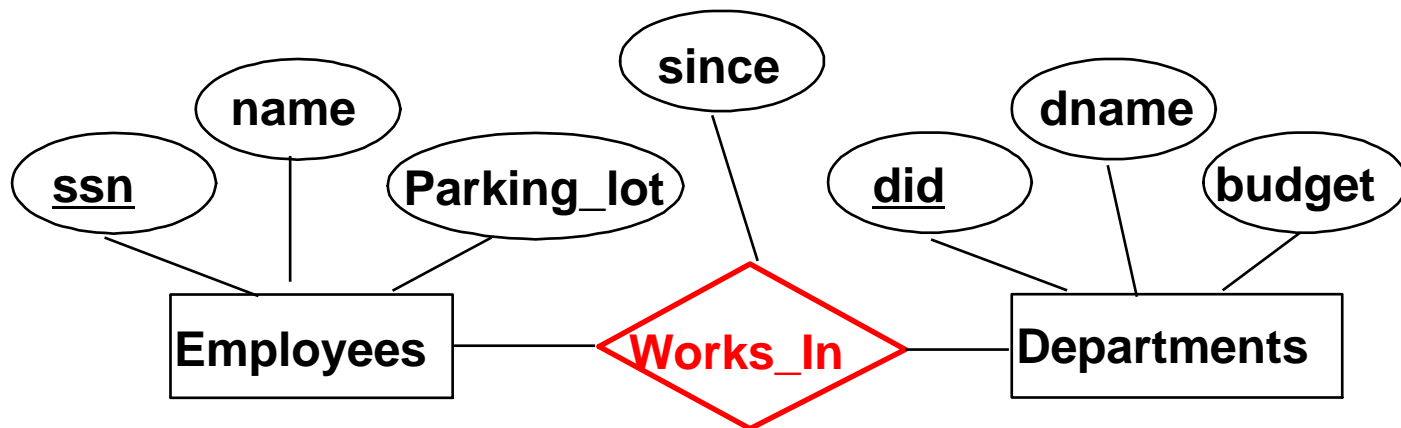 since
name
dname
ssn
Parking_lot
did
budget
Employees
Works_In
Departments